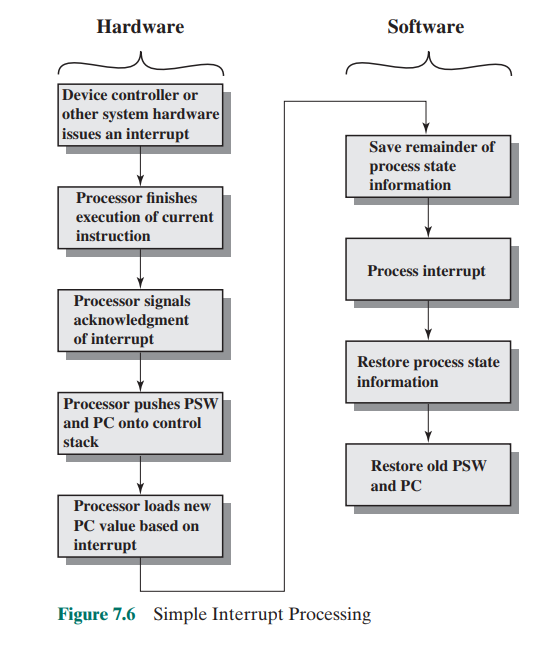 Hardware
Device controller or
other system hardware
issues an interrupt
Processor finishes
execution of current
instruction
Processor signals
acknowledgment
of interrupt
Processor pushes PSW
and PC onto control
stack
Processor loads new
PC value based on
interrupt
Software
Save remainder of
process state
information
Process interrupt
Restore process state
information
Restore old PSW
and PC
Figure 7.6 Simple Interrupt Processing